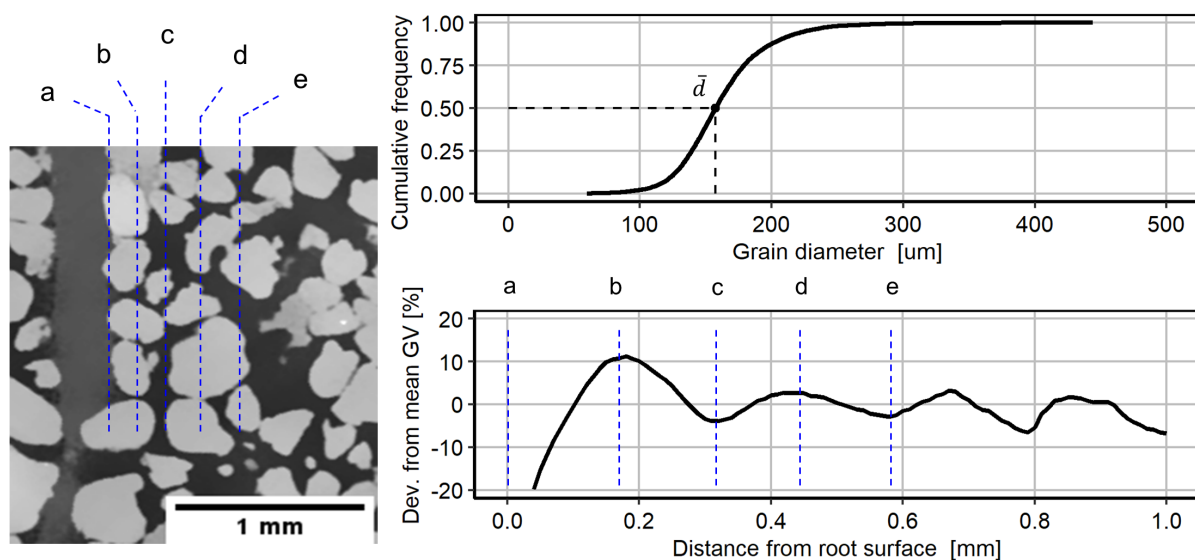 a
b
c
d
e
1 mm
Cumulative frequency
1.00
0.75
0.50
0.25
0.00
d̄
0 100 200 300 400 500
Grain diameter [um]
a b c d e
Dev. from mean GV [%]
20
10
0
-10
-20
0.0 0.2 0.4 0.6 0.8 1.0
Distance from root surface [mm]